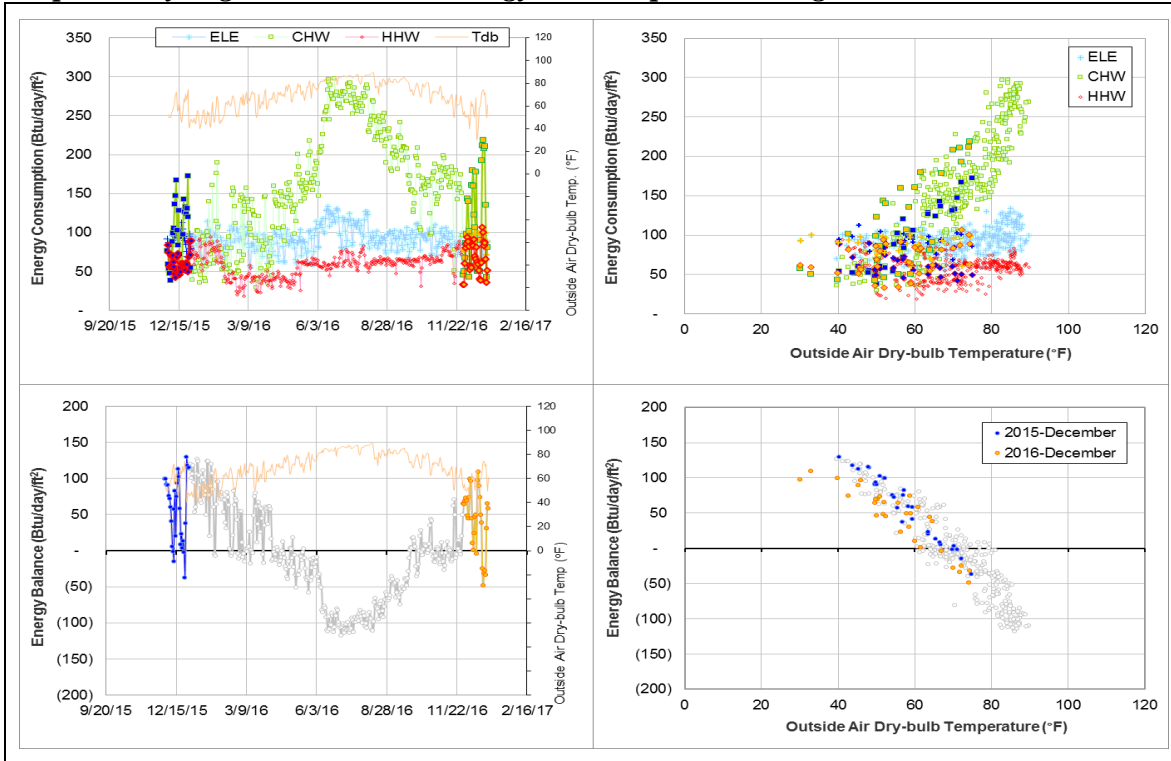 350
300
250
200
150
100
50
-
Energy Consumption (Btu/day/ft²)
ELE CHW HHW Tdb
120
100
80
60
40
20
0
Outside Air Dry-bulb Temp. (°F)
9/20/15 12/15/15 3/9/16 6/3/16 8/28/16 11/22/16 2/16/17
350
300
250
200
150
100
50
-
Energy Consumption (Btu/day/ft²)
ELE
CHW
HHW
0 20 40 60 80 100 120
Outside Air Dry-bulb Temperature (°F)
200
150
100
50
-
(50)
(100)
(150)
(200)
Energy Balance (Btu/day/ft²)
120
100
80
60
40
20
0
Outside Air Dry-bulb Temp (°F)
9/20/15 12/15/15 3/9/16 6/3/16 8/28/16 11/22/16 2/16/17
200
150
100
50
-
(50)
(100)
(150)
(200)
Energy Balance (Btu/day/ft²)
2015-December
2016-December
0 20 40 60 80 100 120
Outside Air Dry-bulb Temperature (°F)